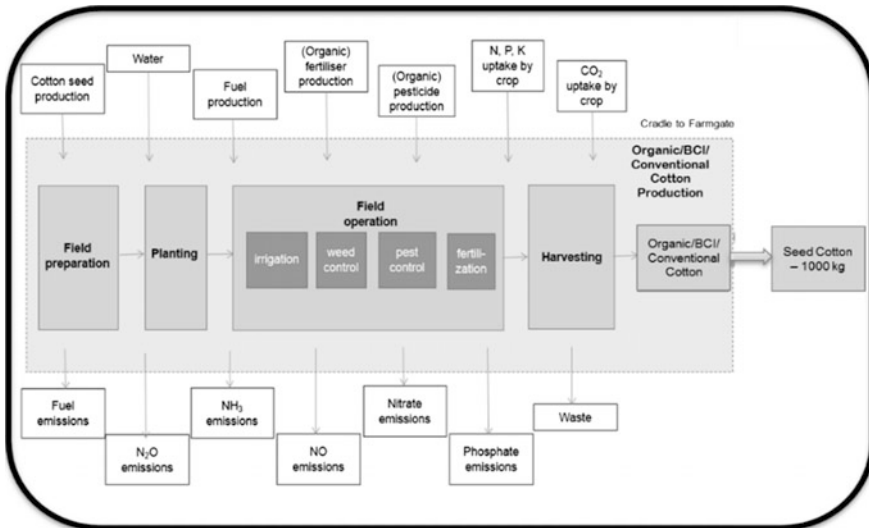 Cotton seed
production
Water
Fuel
production
(Organic)
fertiliser
production
(Organic)
pesticide
production
N, P, K
uptake by
crop
CO₂
uptake by
crop
Cradle to Farmgate
Organic/BCI/
Conventional
Cotton
Production
Field
preparation
Planting
Field
operation
irrigation
weed
control
pest
control
fertili-
zation
Harvesting
Organic/BCI/
Conventional
Cotton
Seed Cotton
– 1000 kg
Fuel
emissions
N₂O
emissions
NH₃
emissions
NO
emissions
Nitrate
emissions
Phosphate
emissions
Waste